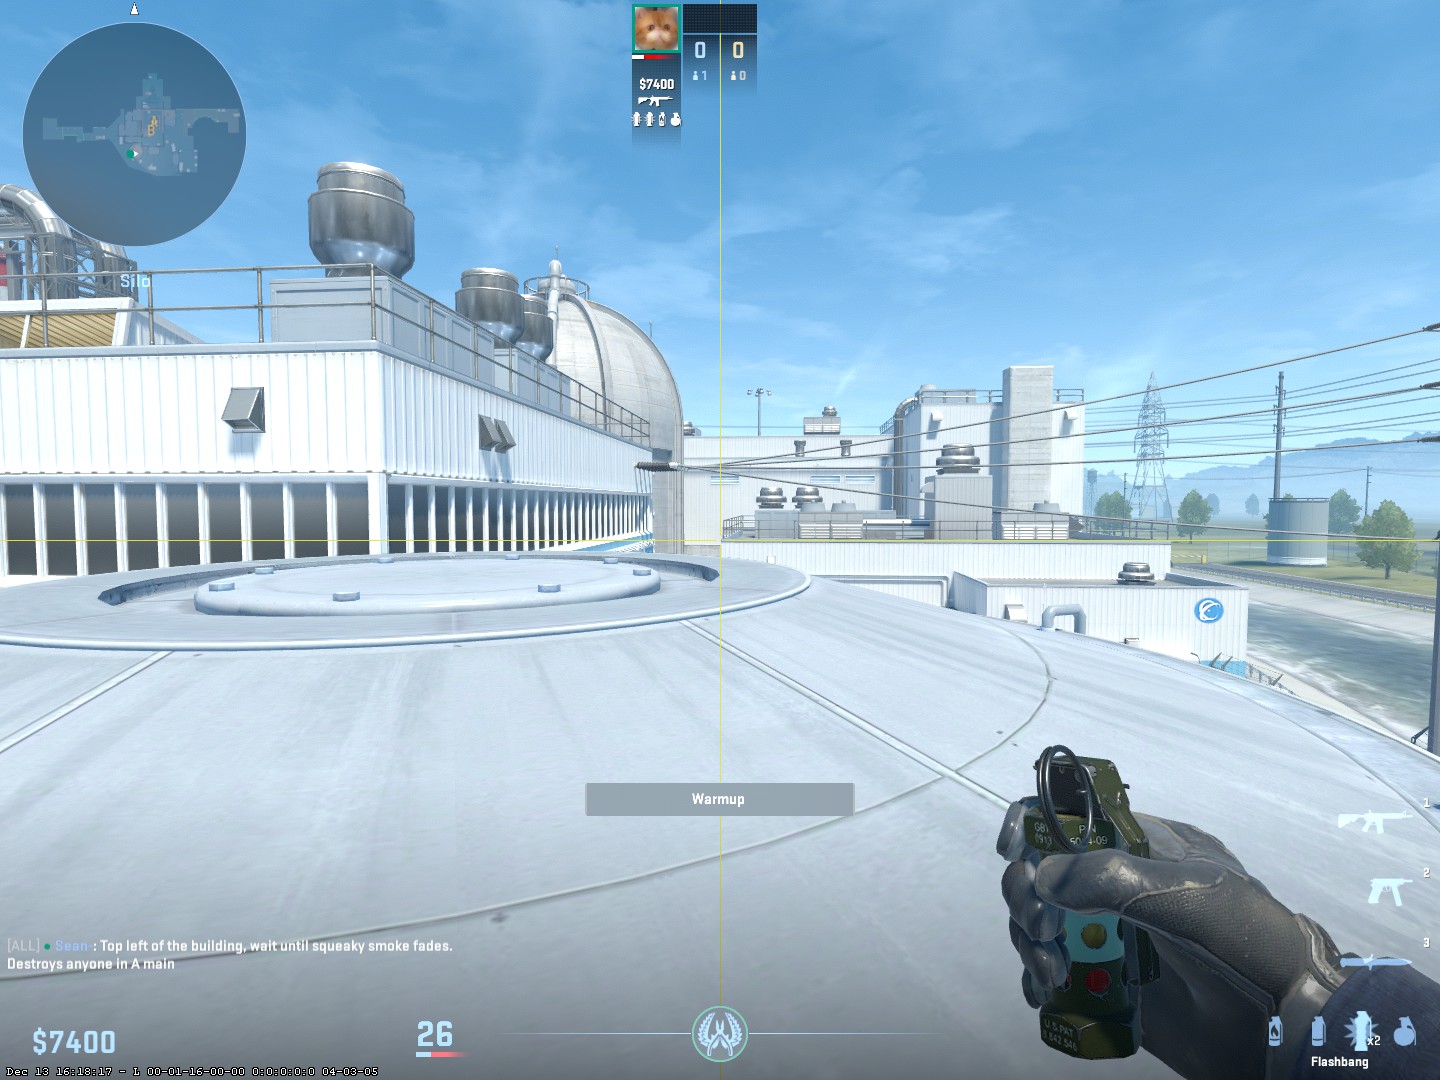 0 0
$7400
1 0
Silo
Warmup
1
2
3
[ALL] ● Sean : Top left of the building, wait until squeaky smoke fades.
Destroys anyone in A main
$7400
26
x2
Flashbang
U.S.PAT
Dec 13 16:18:17 - L 00-01-16-00-00 0:0:0:0:0 04-03-05